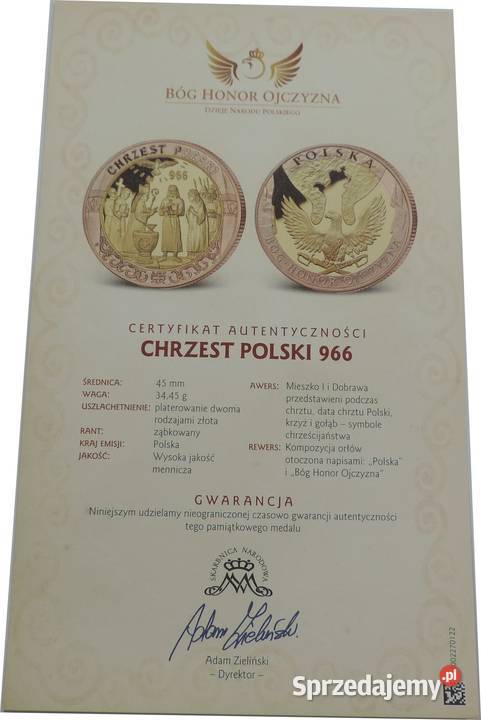 BÓG HONOR OJCZYZNA
DZIEJE NARODU POLSKIEGO
CHRZEST POLSKI
966
POLSKA
BÓG HONOR OJCZYZNA
CERTYFIKAT AUTENTYCZNOŚCI
CHRZEST POLSKI 966
ŚREDNICA: 45 mm
WAGA: 34,45 g
USZLACHETNIENIE: platerowanie dwoma
rodzajami złota
RANT: ząbkowany
KRAJ EMISJI: Polska
JAKOŚĆ: Wysoka jakość
mennicza
AWERS: Mieszko I i Dobrawa
przedstawieni podczas
chrztu, data chrztu Polski,
krzyż i gołąb – symbole
chrześcijaństwa
REWERS: Kompozycja orłów
otoczona napisami: „Polska”
i „Bóg Honor Ojczyzna”
GWARANCJA
Niniejszym udzielamy nieograniczonej czasowo gwarancji autentyczności
tego pamiątkowego medalu
SKARBNICA NARODOWA
Adam Zieliński
Adam Zieliński
– Dyrektor –
002270122
Sprzedajemy.pl